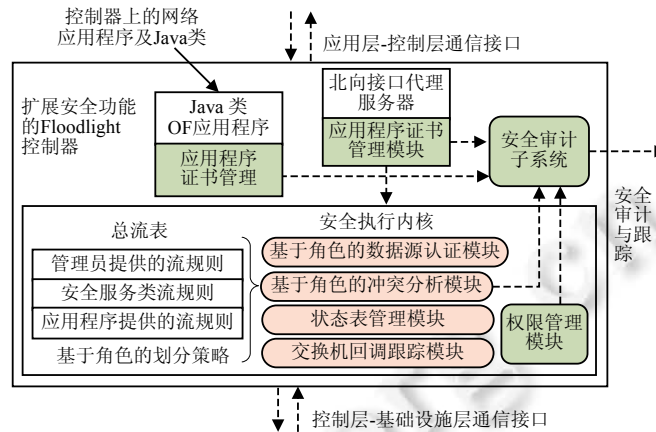 控制器上的网络
应用程序及Java类
应用层-控制层通信接口
扩展安全功能
的Floodlight
控制器
Java 类
OF应用程序
应用程序
证书管理
北向接口代理
服务器
应用程序证书
管理模块
安全审计
子系统
安全
审计
与跟
踪
总流表
管理员提供的流规则
安全服务类流规则
应用程序提供的流规则
基于角色的划分策略
安全执行内核
基于角色的数据源认证模块
基于角色的冲突分析模块
状态表管理模块
交换机回调跟踪模块
权限管理
模块
控制层-基础设施层通信接口